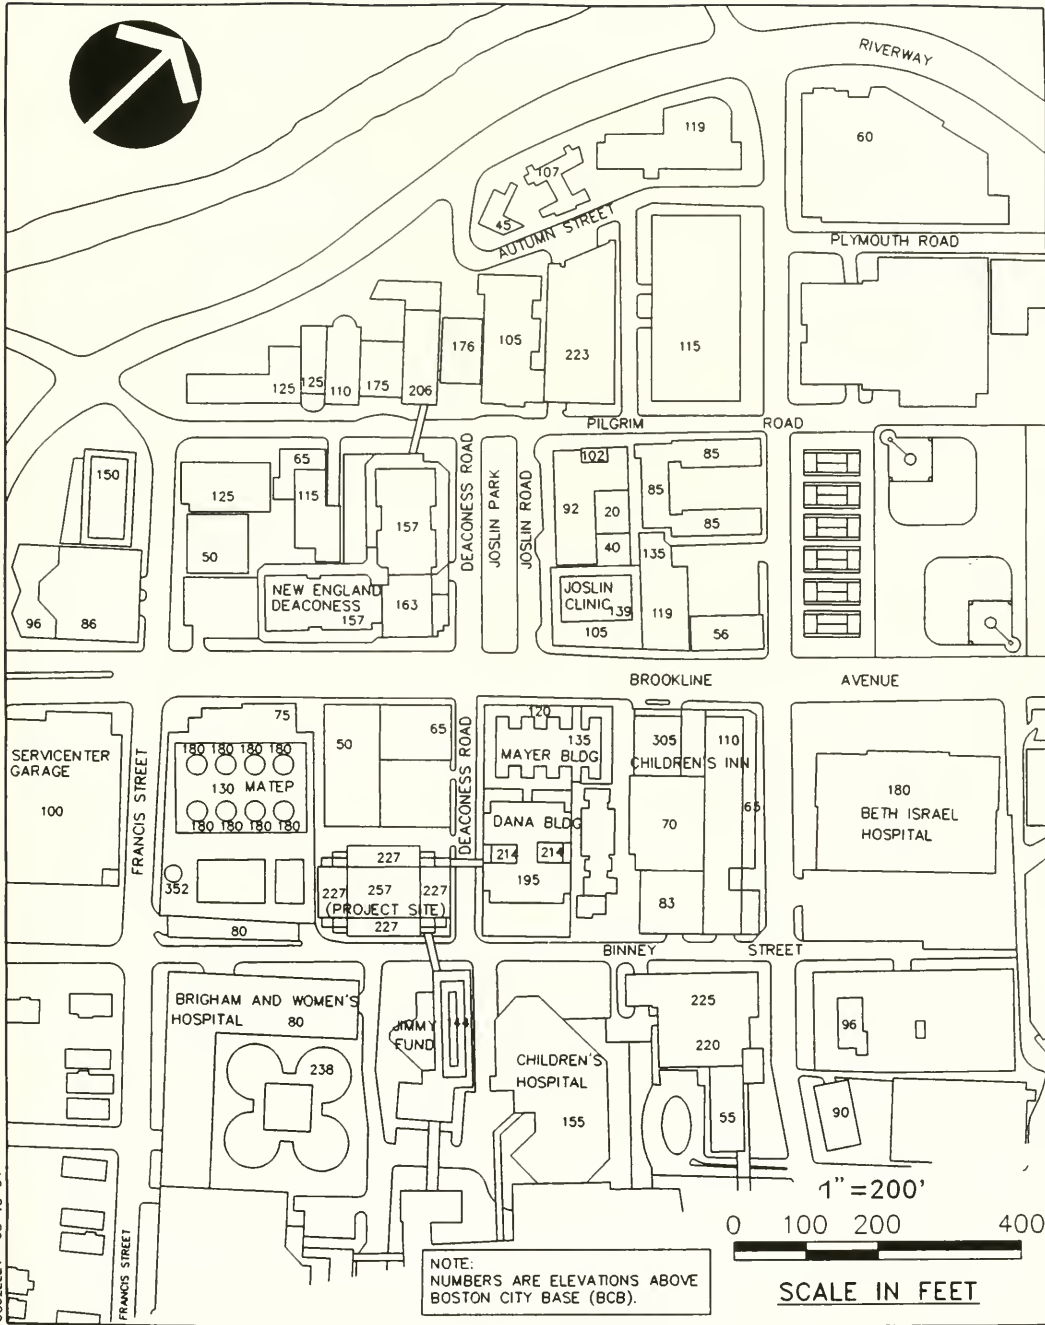 RIVERWAY
119
60
107
45
AUTUMN STREET
PLYMOUTH ROAD
125
125
110
175
206
176
105
223
115
PILGRIM ROAD
150
65
125
115
50
157
DEACONESS ROAD
JOSLIN PARK
JOSLIN ROAD
102
92
20
40
85
85
85
135
NEW ENGLAND
DEACONESS
157
163
JOSLIN
CLINIC
139
105
119
56
96
86
BROOKLINE AVENUE
SERVICENTER
GARAGE
100
FRANCIS STREET
75
180 180 180 180
130 MATEP
180 180 180 180
352
80
50
65
DEACONESS ROAD
120
135
MAYER BLDG
DANA BLDG
214
214
195
227
227
257
227
(PROJECT SITE)
227
305
110
CHILDREN'S INN
65
70
83
180
BETH ISRAEL
HOSPITAL
BINNEY STREET
BRIGHAM AND WOMEN'S
HOSPITAL 80
238
JIMMY
FUND
144
CHILDREN'S
HOSPITAL
155
225
220
55
96
90
FRANCIS STREET
1"=200'
0 100 200 400
SCALE IN FEET
NOTE:
NUMBERS ARE ELEVATIONS ABOVE
BOSTON CITY BASE (BCB).